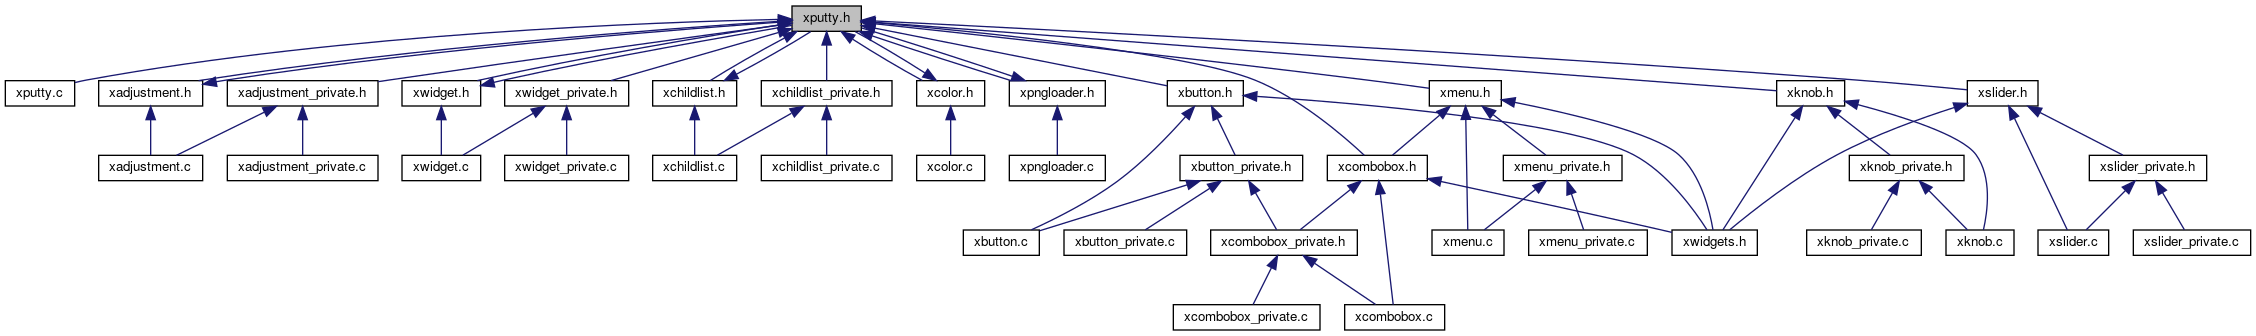 xputty.h
xputty.c
xadjustment.h
xadjustment_private.h
xwidget.h
xwidget_private.h
xchildlist.h
xchildlist_private.h
xcolor.h
xpngloader.h
xbutton.h
xmenu.h
xknob.h
xslider.h
xadjustment.c
xadjustment_private.c
xwidget.c
xwidget_private.c
xchildlist.c
xchildlist_private.c
xcolor.c
xpngloader.c
xbutton_private.h
xcombobox.h
xmenu_private.h
xknob_private.h
xslider_private.h
xbutton.c
xbutton_private.c
xcombobox_private.h
xmenu.c
xmenu_private.c
xwidgets.h
xknob_private.c
xknob.c
xslider.c
xslider_private.c
xcombobox_private.c
xcombobox.c